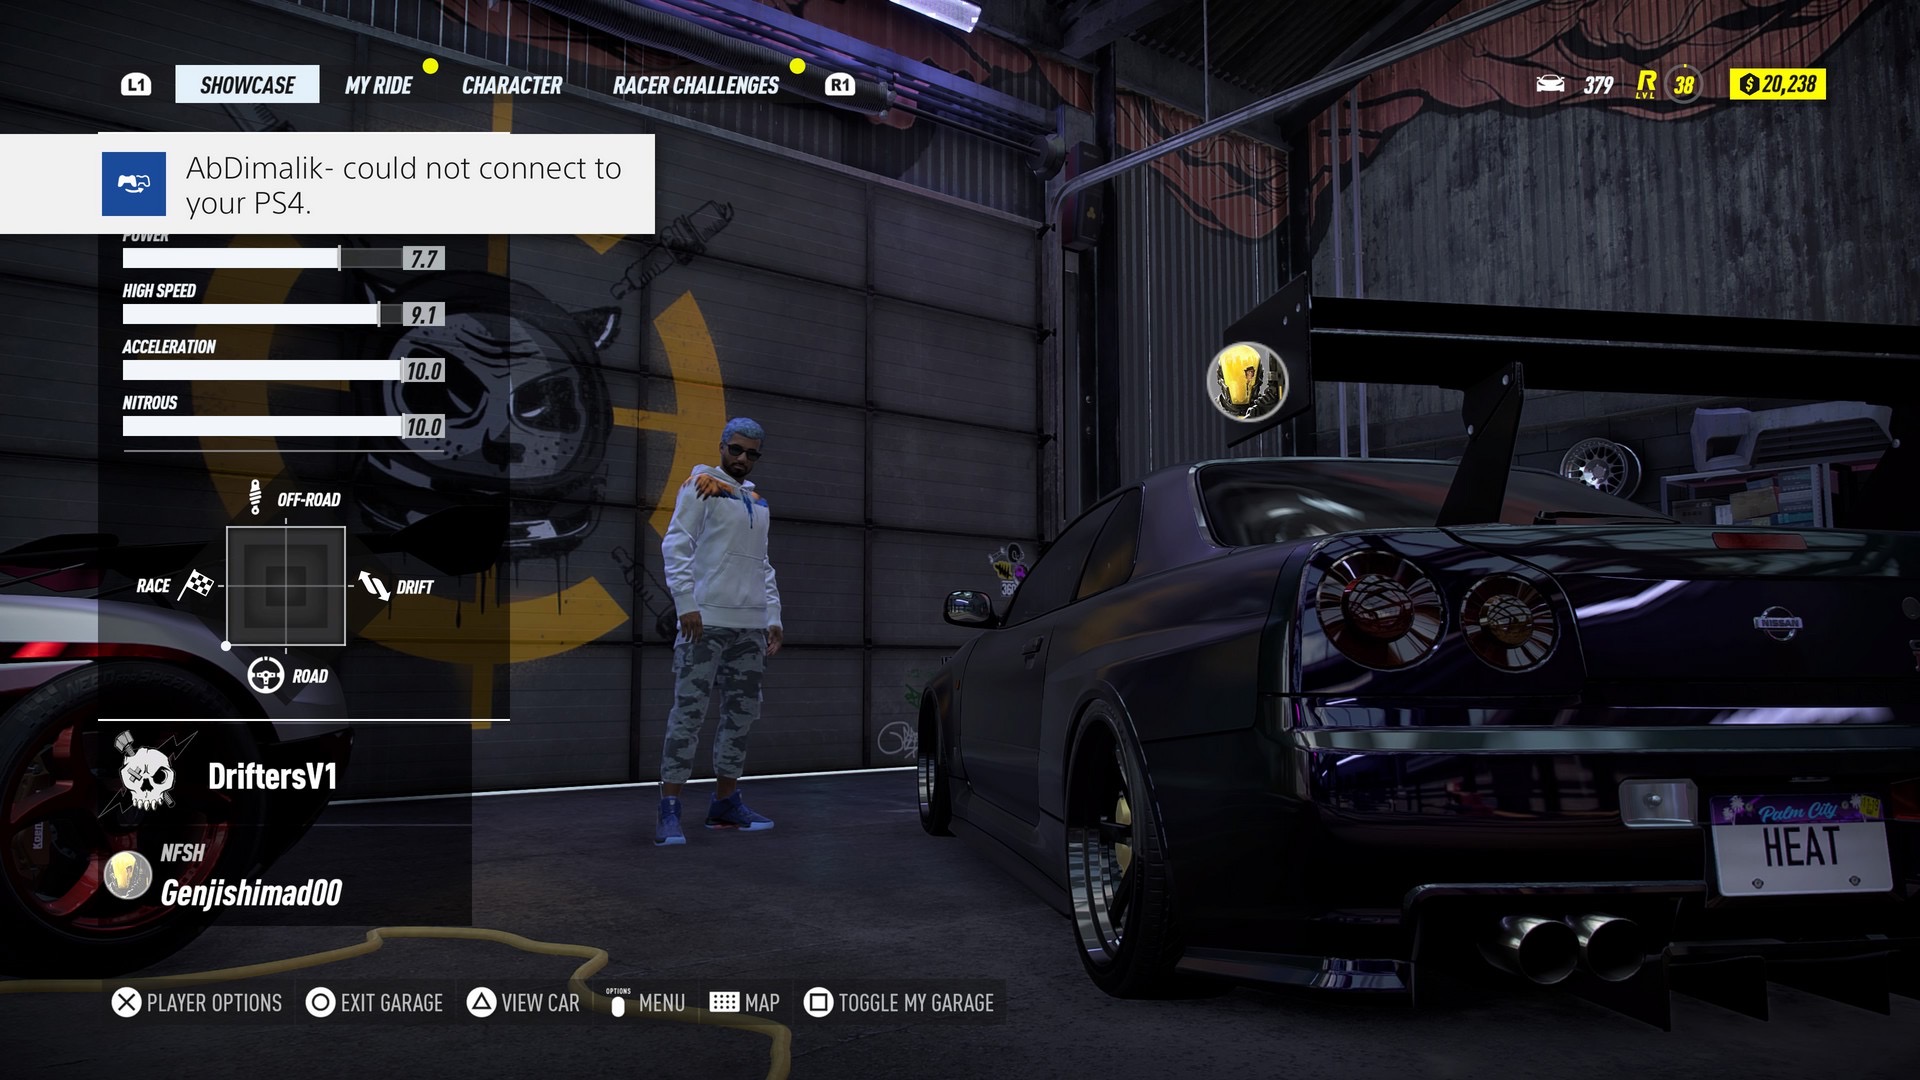 L1 SHOWCASE MY RIDE CHARACTER RACER CHALLENGES R1
379 R LVL 38 $ 20,238
AbDimalik- could not connect to
your PS4.
POWER
7.7
HIGH SPEED
9.1
ACCELERATION
10.0
NITROUS
10.0
OFF-ROAD
RACE
DRIFT
ROAD
DriftersV1
NFSH
Genjishimad00
NISSAN
Palm City
HEAT
PLAYER OPTIONS EXIT GARAGE VIEW CAR OPTIONS MENU MAP TOGGLE MY GARAGE